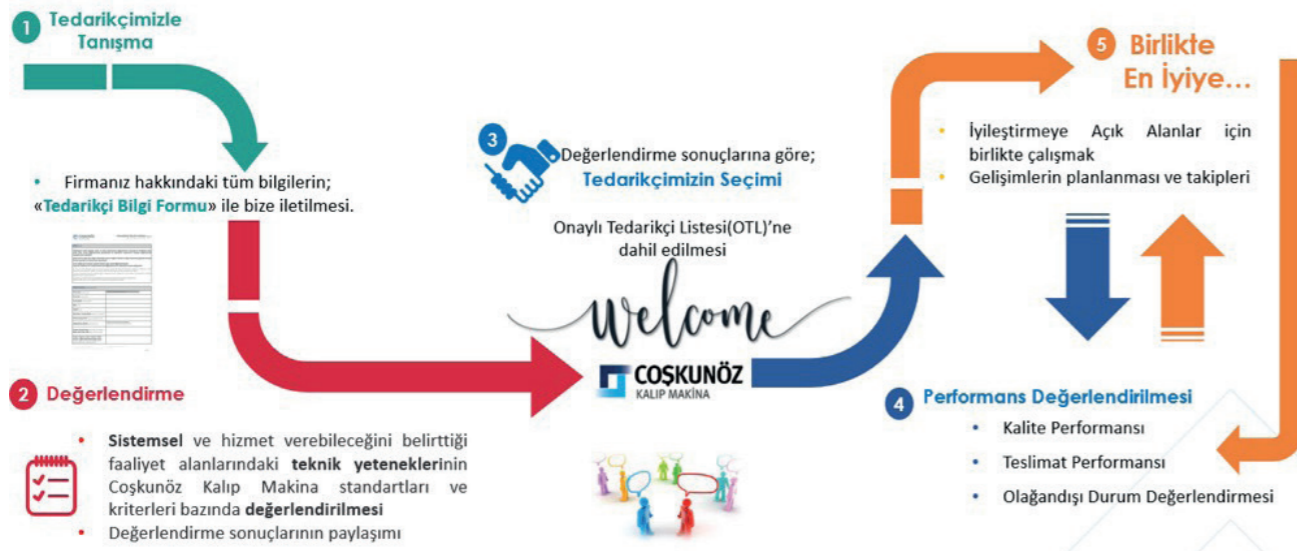 1 Tedarikçimizle
Tanışma
• Firmanız hakkındaki tüm bilgilerin;
«Tedarikçi Bilgi Formu» ile bize iletilmesi.
2 Değerlendirme
• Sistemsel ve hizmet verebileceğini belirttiği
faaliyet alanlarındaki teknik yeteneklerinin
Coşkunöz Kalıp Makina standartları ve
kriterleri bazında değerlendirilmesi
• Değerlendirme sonuçlarının paylaşımı
3 Değerlendirme sonuçlarına göre;
Tedarikçimizin Seçimi
Onaylı Tedarikçi Listesi(OTL)’ne
dahil edilmesi
welcome
COŞKUNÖZ
KALIP MAKİNA
5 Birlikte
En İyiye...
• İyileştirmeye Açık Alanlar için
birlikte çalışmak
• Gelişimlerin planlanması ve takipleri
4 Performans Değerlendirilmesi
• Kalite Performansı
• Teslimat Performansı
• Olağandışı Durum Değerlendirmesi